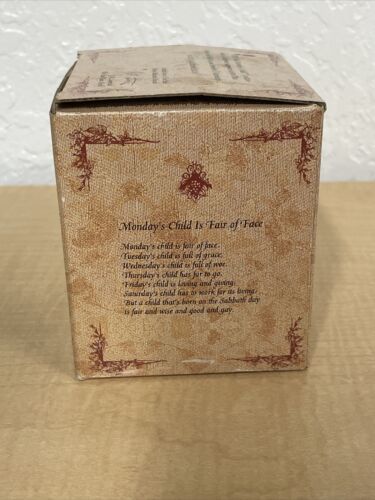 Monday's Child Is Fair of Face
Monday's child is fair of face.
Tuesday's child is full of grace.
Wednesday's child is full of woe.
Thursday's child has far to go.
Friday's child is loving and giving.
Saturday's child has to work for its living.
But a child that's born on the Sabbath day
is fair and wise and good and gay.